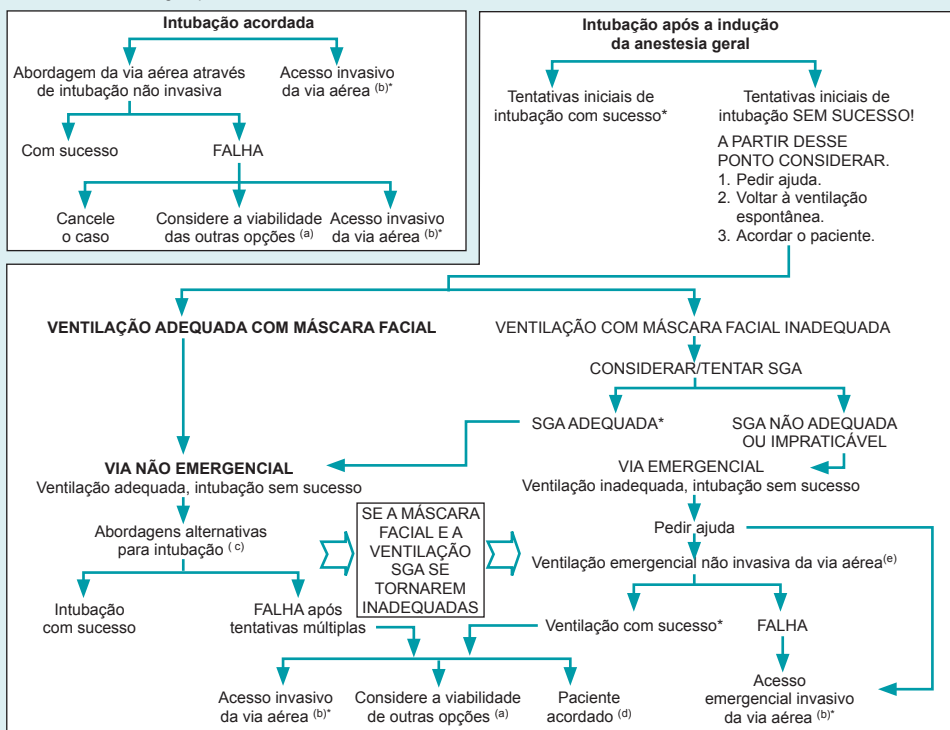 Intubação acordada
Abordagem da via aérea através
de intubação não invasiva
Acesso invasivo
da via aérea (b)*
Com sucesso
FALHA
Cancele
o caso
Considere a viabilidade
das outras opções (a)
Acesso invasivo
da via aérea (b)*
Intubação após a indução
da anestesia geral
Tentativas iniciais de
intubação com sucesso*
Tentativas iniciais de
intubação SEM SUCESSO!
A PARTIR DESSE
PONTO CONSIDERAR.
1. Pedir ajuda.
2. Voltar à ventilação
espontânea.
3. Acordar o paciente.
VENTILAÇÃO ADEQUADA COM MÁSCARA FACIAL
VENTILAÇÃO COM MÁSCARA FACIAL INADEQUADA
CONSIDERAR/TENTAR SGA
SGA ADEQUADA*
SGA NÃO ADEQUADA
OU IMPRATICÁVEL
VIA NÃO EMERGENCIAL
Ventilação adequada, intubação sem sucesso
VIA EMERGENCIAL
Ventilação inadequada, intubação sem sucesso
Abordagens alternativas
para intubação (c)
SE A MÁSCARA
FACIAL E A
VENTILAÇÃO
SGA SE
TORNAREM
INADEQUADAS
Pedir ajuda
Ventilação emergencial não invasiva da via aérea(e)
Intubação
com sucesso
FALHA após
tentativas múltiplas
Ventilação com sucesso*
FALHA
Acesso invasivo
da via aérea (b)*
Considere a viabilidade
de outras opções (a)
Paciente
acordado (d)
Acesso
emergencial invasivo
da via aérea (b)*